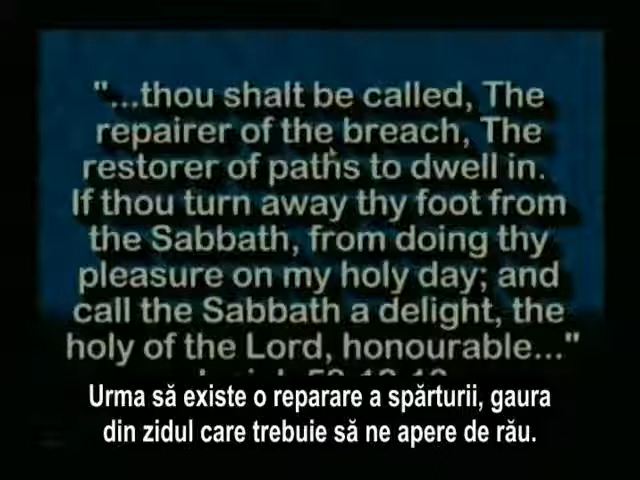 "...thou shalt be called, The
repairer of the breach, The
restorer of paths to dwell in.
If thou turn away thy foot from
the Sabbath, from doing thy
pleasure on my holy day; and
call the Sabbath a delight, the
holy of the Lord, honourable..."
Urma să existe o reparare a spărturii, gaura
din zidul care trebuie să ne apere de rău.